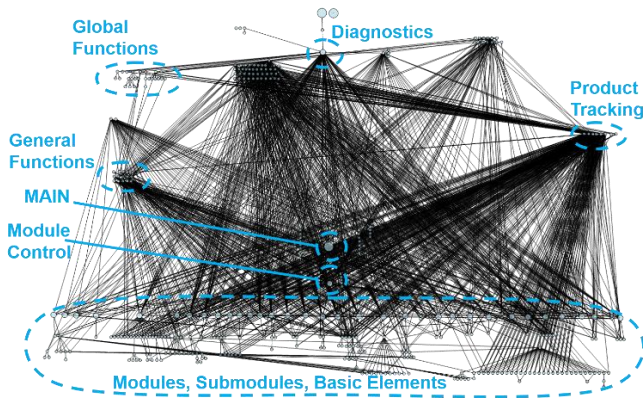 Global
Functions
Diagnostics
Product
Tracking
General
Functions
MAIN
Module
Control
Modules, Submodules, Basic Elements